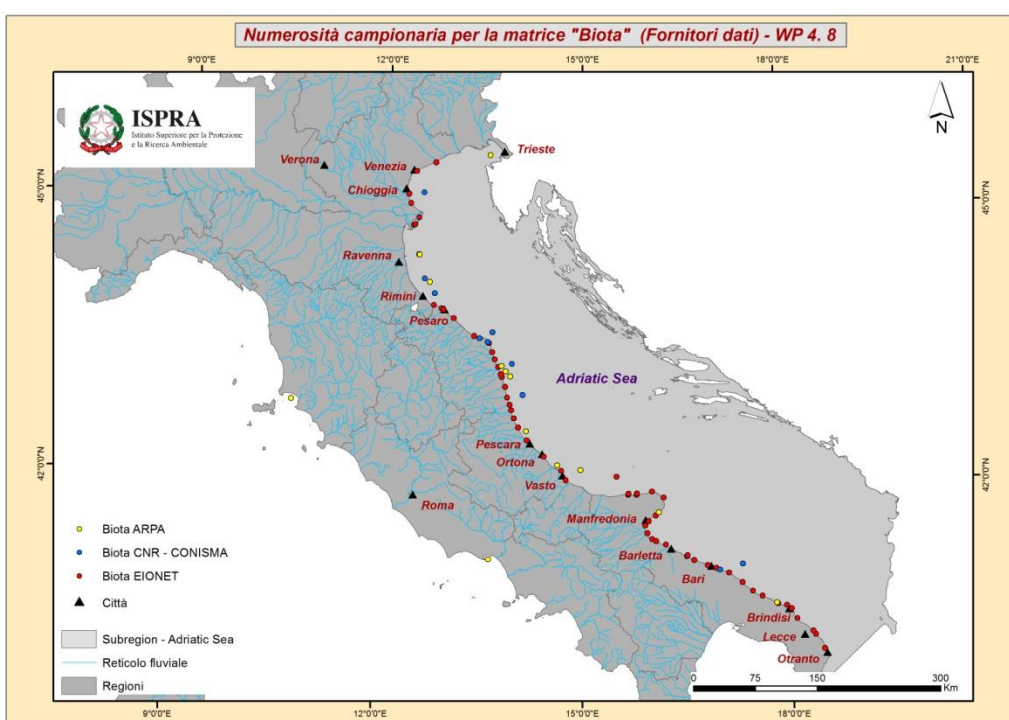 Numerosità campionaria per la matrice "Biota" (Fornitori dati) - WP 4. 8
9°0'0"E
12°0'0"E
15°0'0"E
18°0'0"E
21°0'0"E
ISPRA
Istituto Superiore per la Protezione
e la Ricerca Ambientale
N
Trieste
Verona
Venezia
Chioggia
45°0'0"N
45°0'0"N
Ravenna
Rimini
Pesaro
Adriatic Sea
Pescara
Ortona
42°0'0"N
42°0'0"N
Vasto
Roma
Manfredonia
Barletta
Bari
Brindisi
Lecce
Otranto
Biota ARPA
Biota CNR - CONISMA
Biota EIONET
Città
Subregion - Adriatic Sea
Reticolo fluviale
Regioni
0 75 150 300
Km
9°0'0"E
12°0'0"E
15°0'0"E
18°0'0"E